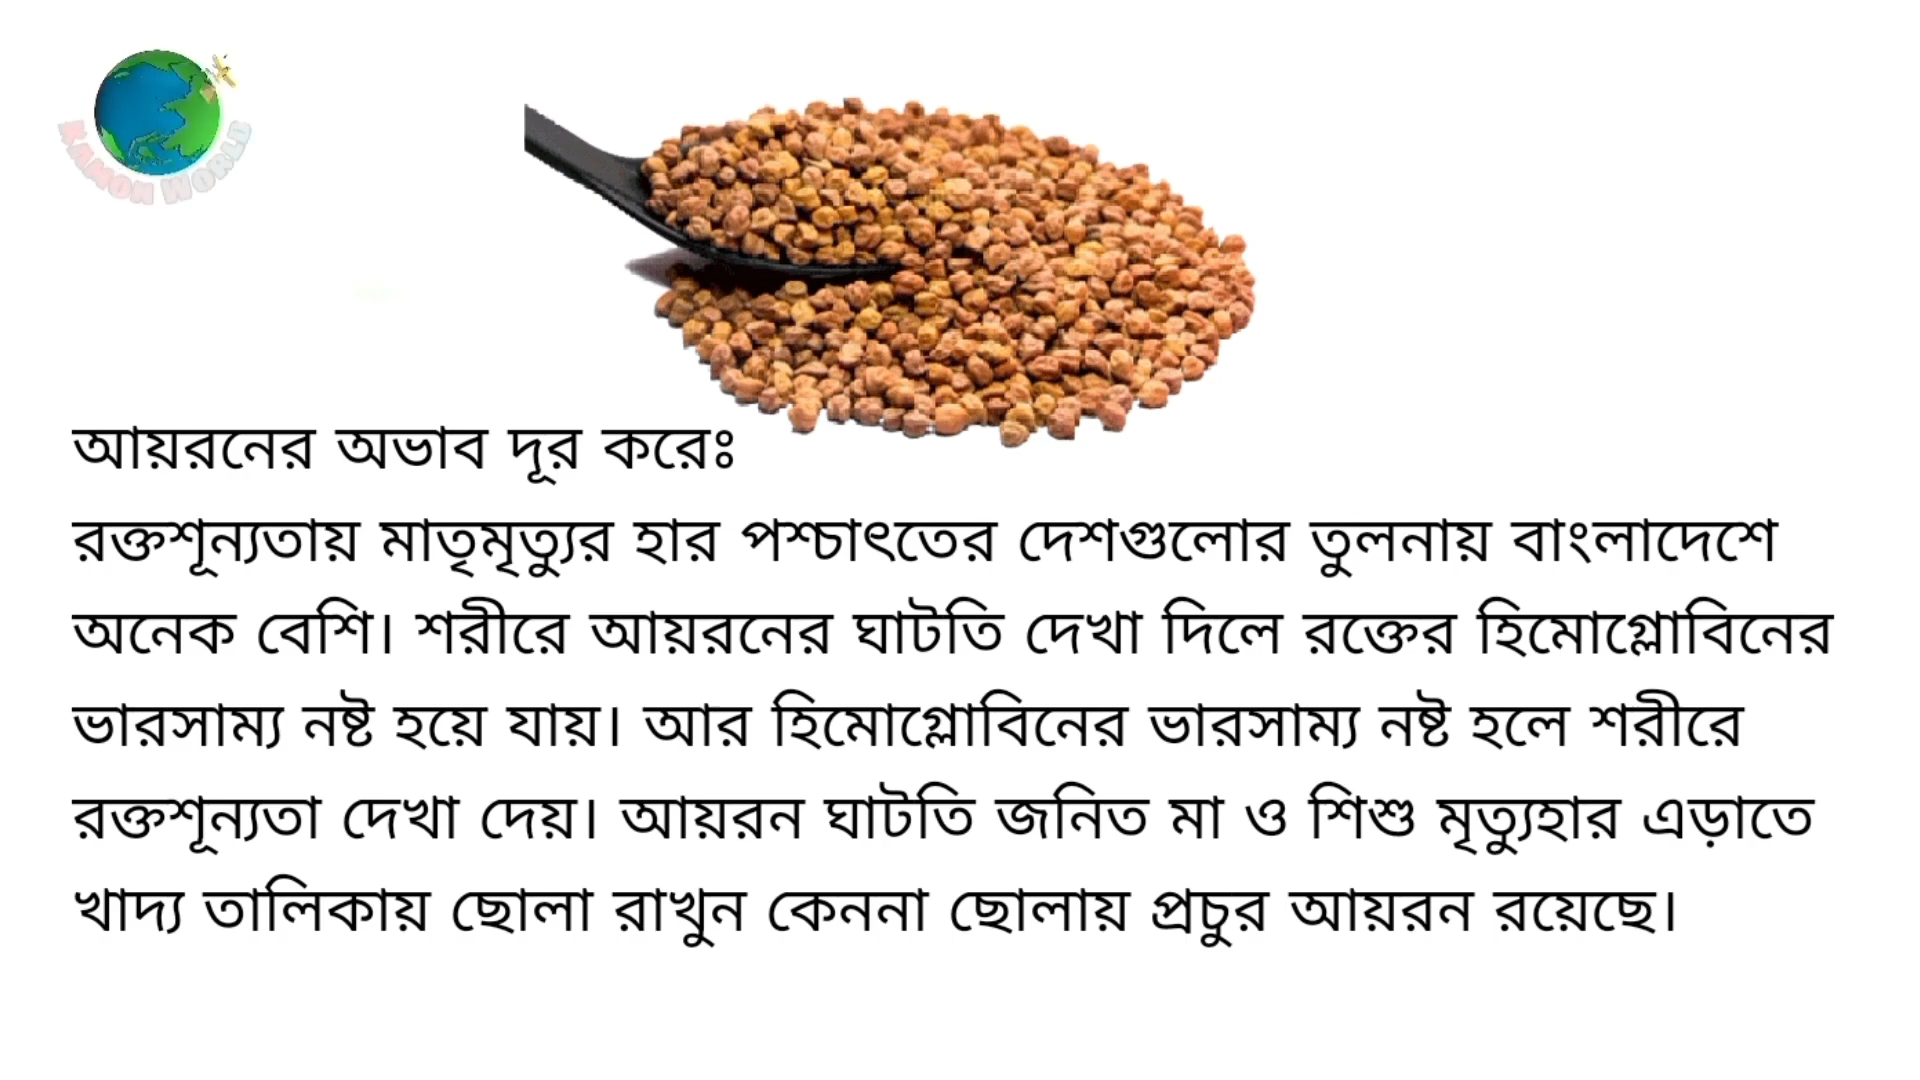 KAMON WORLD
আয়রনের অভাব দূর করেঃ
রক্তশূন্যতায় মাতৃমৃত্যুর হার পশ্চাৎতের দেশগুলোর তুলনায় বাংলাদেশে
অনেক বেশি। শরীরে আয়রনের ঘাটতি দেখা দিলে রক্তের হিমোগ্লোবিনের
ভারসাম্য নষ্ট হয়ে যায়। আর হিমোগ্লোবিনের ভারসাম্য নষ্ট হলে শরীরে
রক্তশূন্যতা দেখা দেয়। আয়রন ঘাটতি জনিত মা ও শিশু মৃত্যুহার এড়াতে
খাদ্য তালিকায় ছোলা রাখুন কেননা ছোলায় প্রচুর আয়রন রয়েছে।